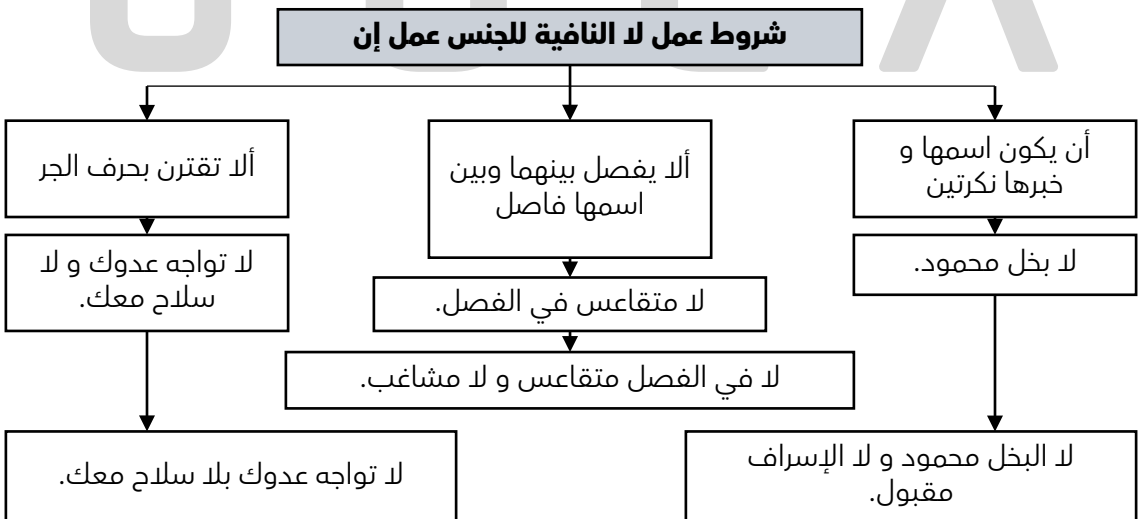 شروط عمل لا النافية للجنس عمل إن
أن يكون اسمها و
خبرها نكرتين
ألا يفصل بينهما وبين
اسمها فاصل
ألا تقترن بحرف الجر
لا بخل محمود.
لا متقاعس في الفصل.
لا تواجه عدوك و لا
سلاح معك.
لا في الفصل متقاعس و لا مشاغب.
لا البخل محمود و لا الإسراف
مقبول.
لا تواجه عدوك بلا سلاح معك.